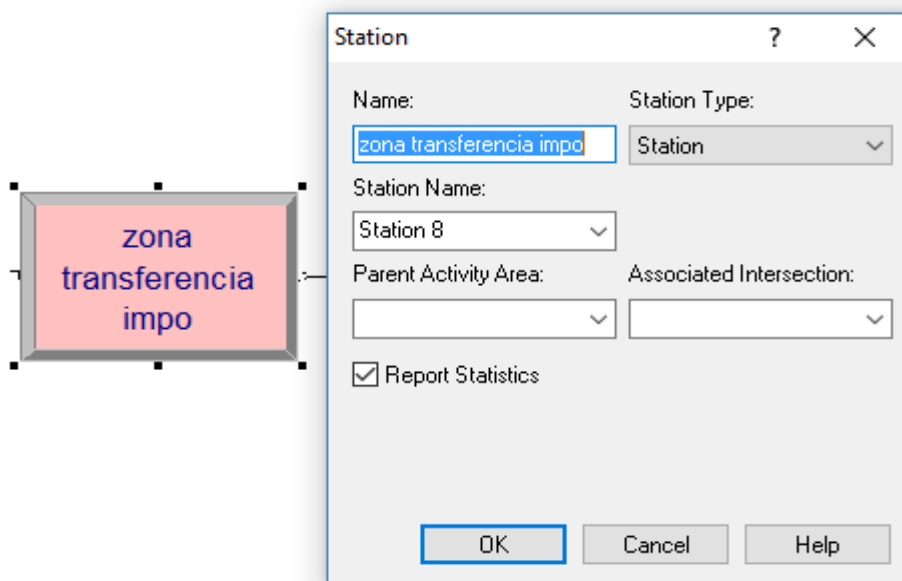 Station
?
Name:
Station Type:
zona transferencia impo
Station
Station Name:
Station 8
Parent Activity Area:
Associated Intersection:
Report Statistics
OK
Cancel
Help
zona
transferencia
impo